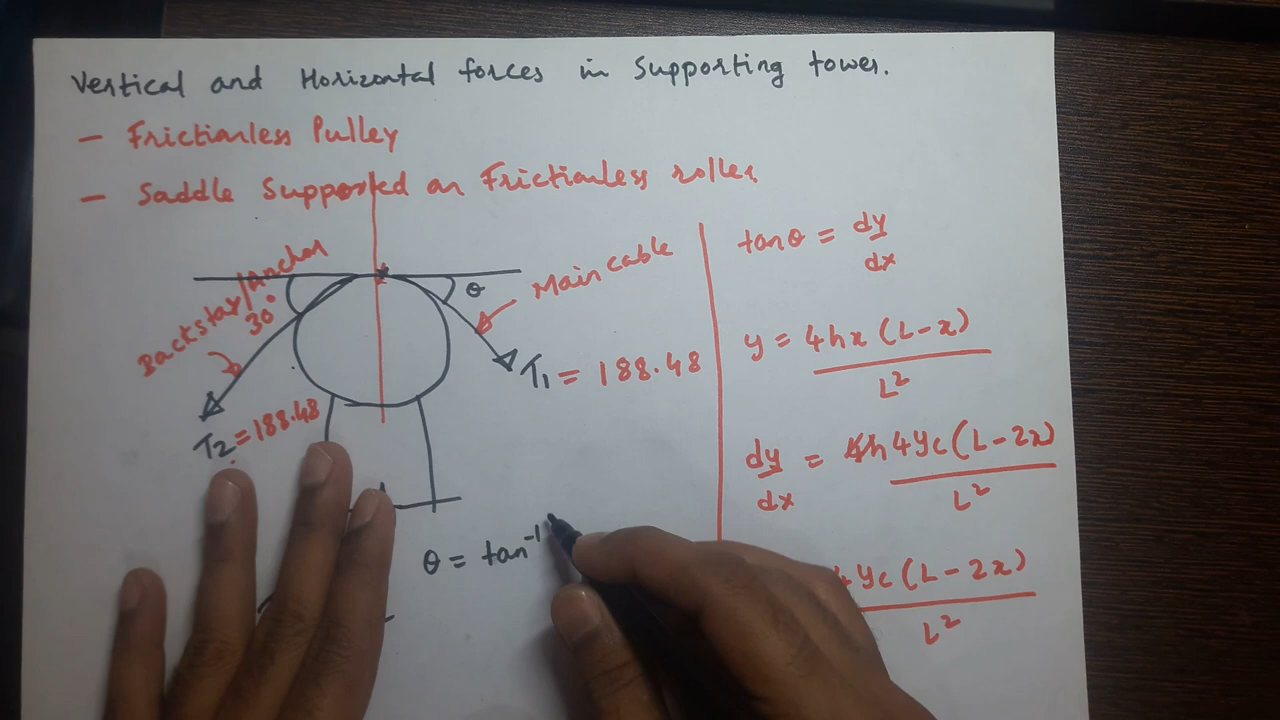 Vertical and Horizontal forces in Supporting tower.
- Frictionless Pulley
- Saddle Supported on Frictionless roller
Backstay/Anchor
30°
θ
Main cable
T₁ = 188.48
T₂ = 188.48
θ = tan⁻¹
tanθ = dy/dx
y = 4hx (L-x)/L²
dy/dx = 4yc (L-2x)/L²
4yc (L-2x)/L²